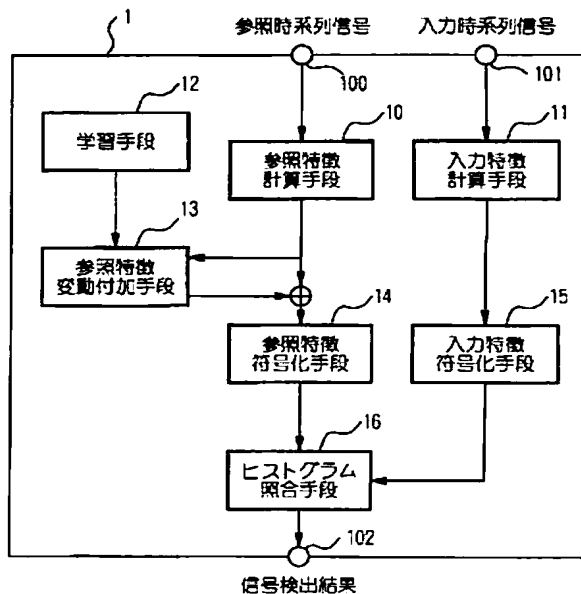 1
参照時系列信号
入力時系列信号
100
101
12
学習手段
10
参照特徴
計算手段
11
入力特徴
計算手段
13
参照特徴
変動付加手段
14
参照特徴
符号化手段
15
入力特徴
符号化手段
16
ヒストグラム
照合手段
102
信号検出結果